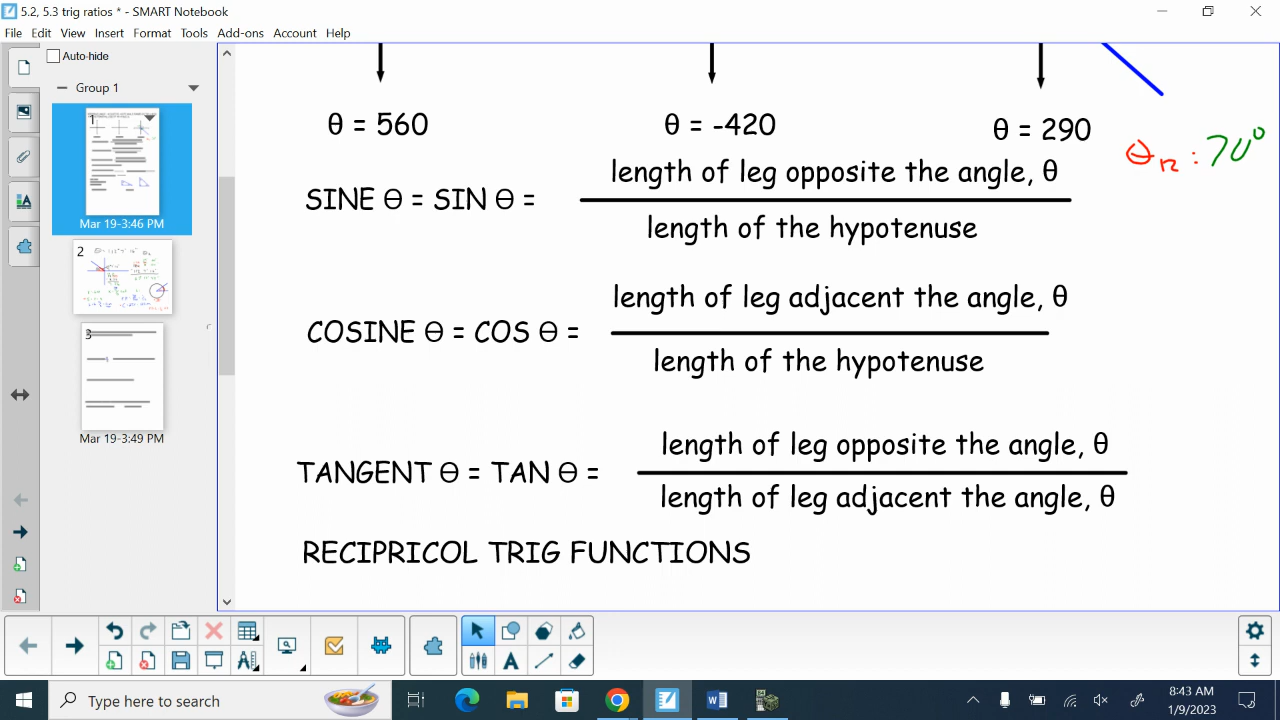 5.2, 5.3 trig ratios * - SMART Notebook
File Edit View Insert Format Tools Add-ons Account Help
Auto-hide
Group 1
1
Mar 19-3:46 PM
2
3
Mar 19-3:49 PM
θ = 560
θ = -420
θ = 290
θR : 70°
SINE θ = SIN θ =
length of leg opposite the angle, θ
length of the hypotenuse
COSINE θ = COS θ =
length of leg adjacent the angle, θ
length of the hypotenuse
TANGENT θ = TAN θ =
length of leg opposite the angle, θ
length of leg adjacent the angle, θ
RECIPRICOL TRIG FUNCTIONS
Type here to search
8:43 AM
1/9/2023